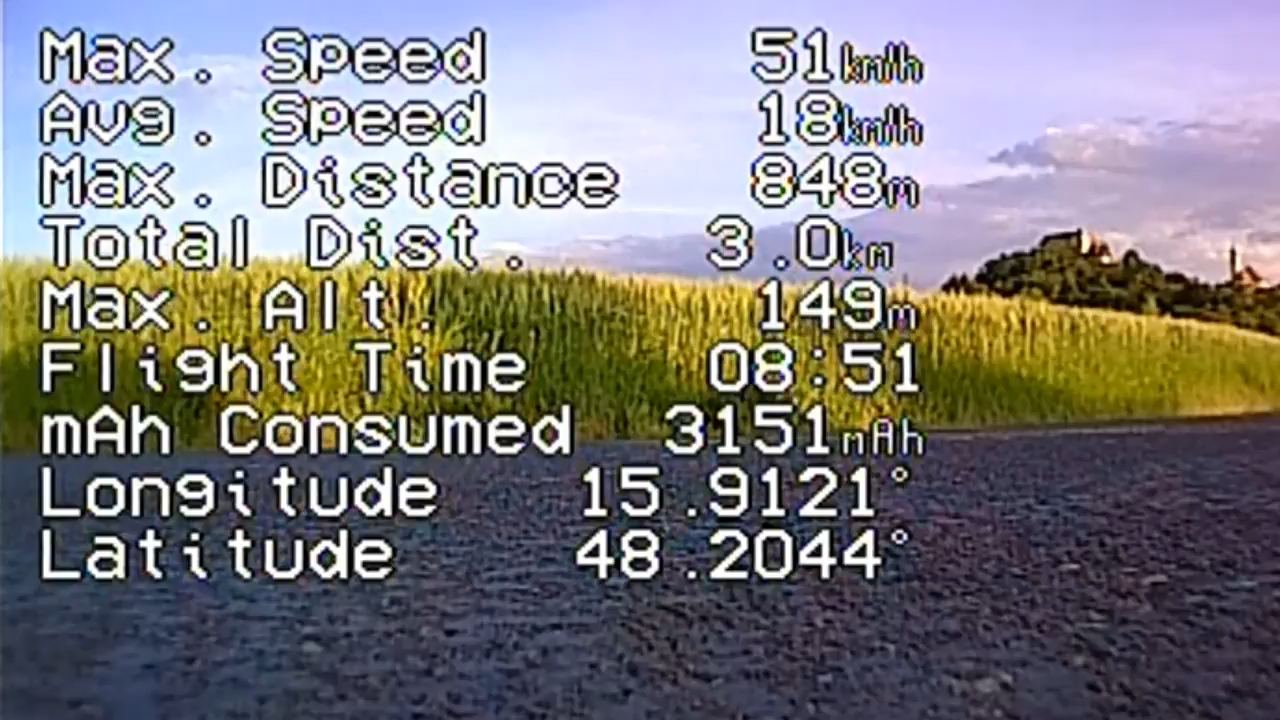 Max. Speed 51km/h
Avg. Speed 18km/h
Max. Distance 848m
Total Dist. 3.0km
Max. Alt. 149m
Flight Time 08:51
mAh Consumed 3151mAh
Longitude 15.9121°
Latitude 48.2044°